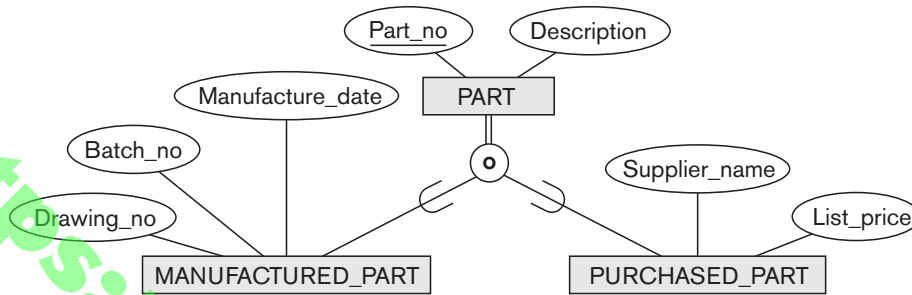 Part_no Description
PART
Manufacture_date
Batch_no
Supplier_name
Drawing_no
List_price
o
MANUFACTURED_PART PURCHASED_PART